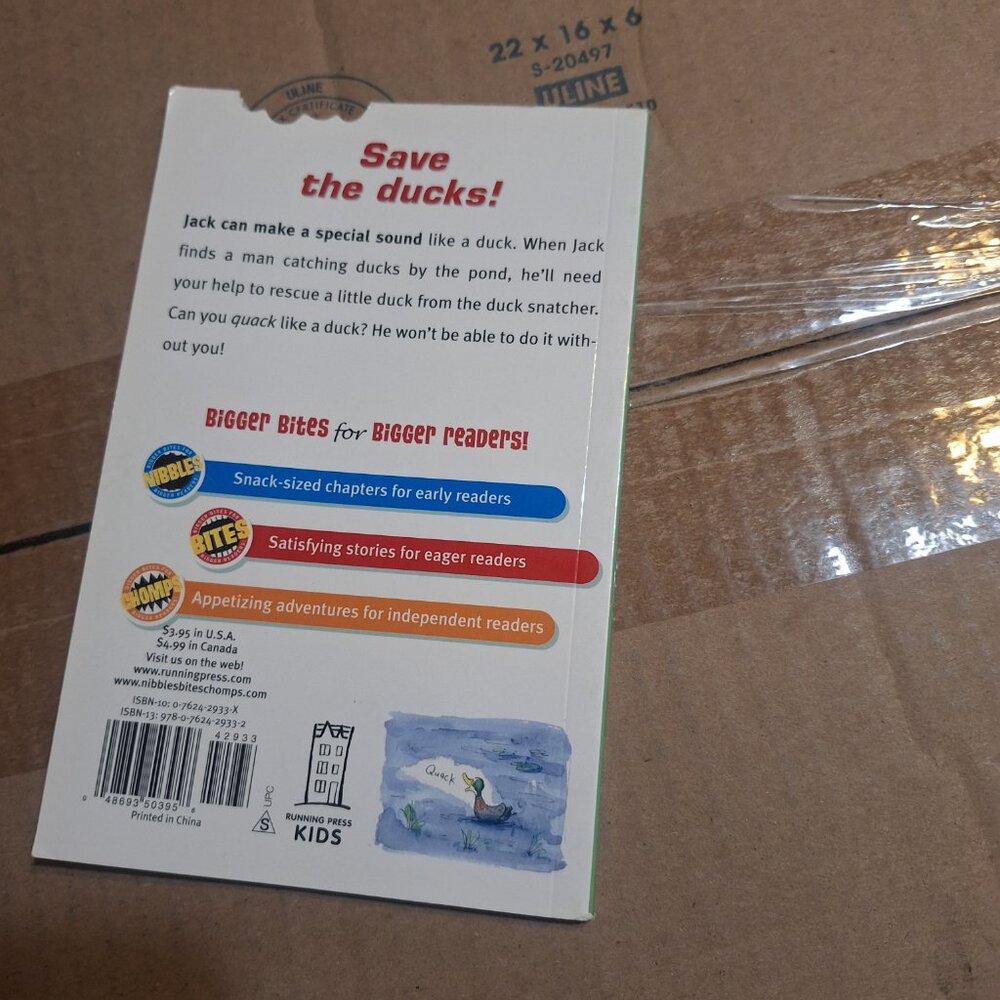 22 x 16 x 6
S-20497
ULINE
ULINE
CERTIFICATE
Save
the ducks!
Jack can make a special sound like a duck. When Jack
finds a man catching ducks by the pond, he'll need
your help to rescue a little duck from the duck snatcher.
Can you quack like a duck? He won't be able to do it with-
out you!
BiGGER BiTES for BiGGER readers!
NIBBLES
Snack-sized chapters for early readers
BITES
Satisfying stories for eager readers
CHOMPS
Appetizing adventures for independent readers
$3.95 in U.S.A.
$4.99 in Canada
Visit us on the web!
www.runningpress.com
www.nibblesbiteschomps.com
ISBN-10: 0-7624-2933-X
ISBN-13: 978-0-7624-2933-2
42933
0 48693 50395 8
Printed in China
S UPC
RUNNING PRESS
KIDS
Quack